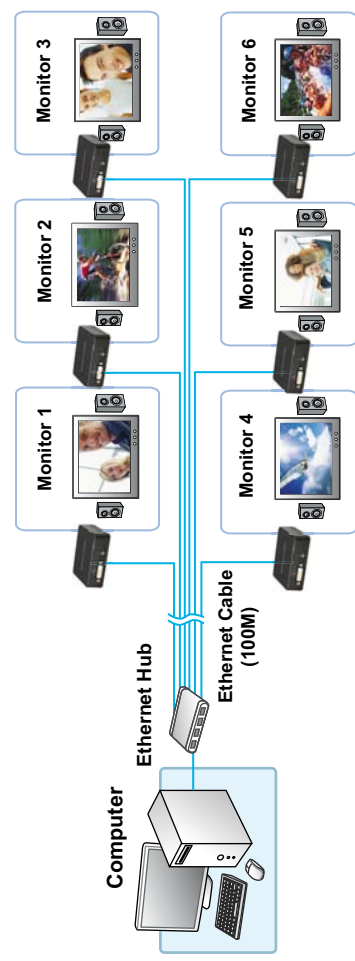 Computer
Ethernet Hub
Ethernet Cable
(100M)
Monitor 1
Monitor 2
Monitor 3
Monitor 4
Monitor 5
Monitor 6